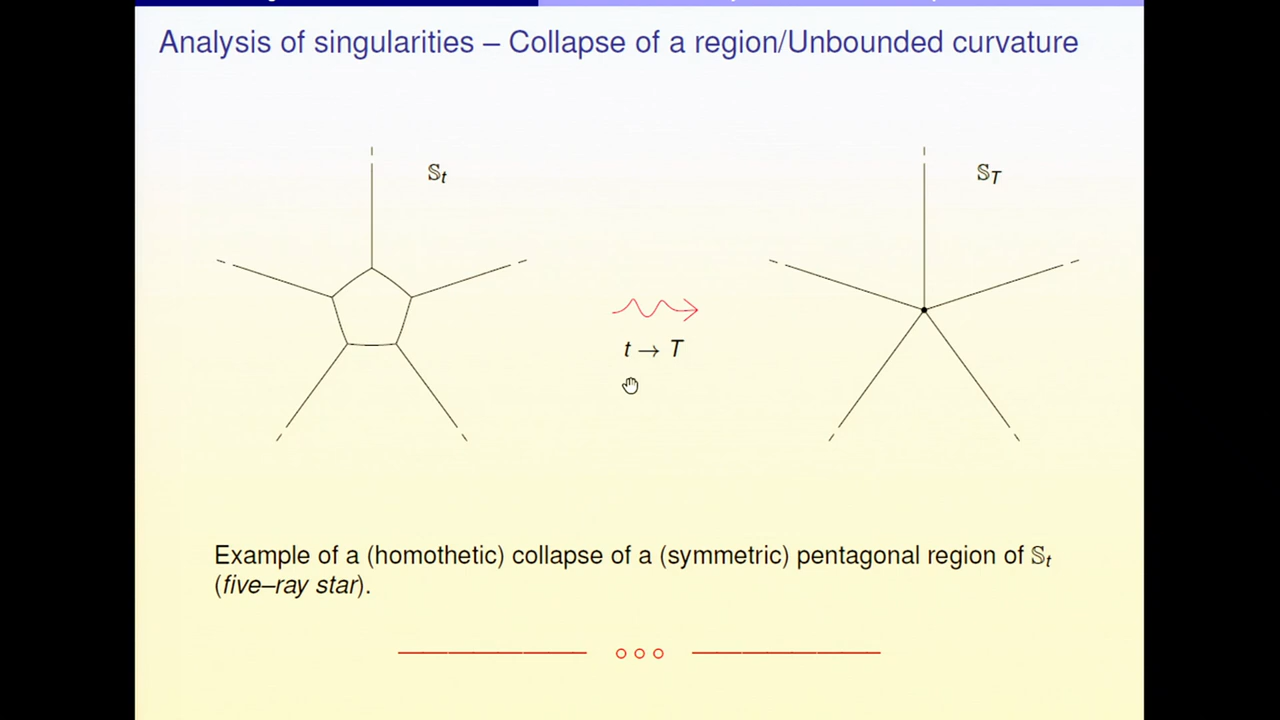 Analysis of singularities – Collapse of a region/Unbounded curvature
𝕊t
𝕊T
t → T
Example of a (homothetic) collapse of a (symmetric) pentagonal region of 𝕊t
(five–ray star).